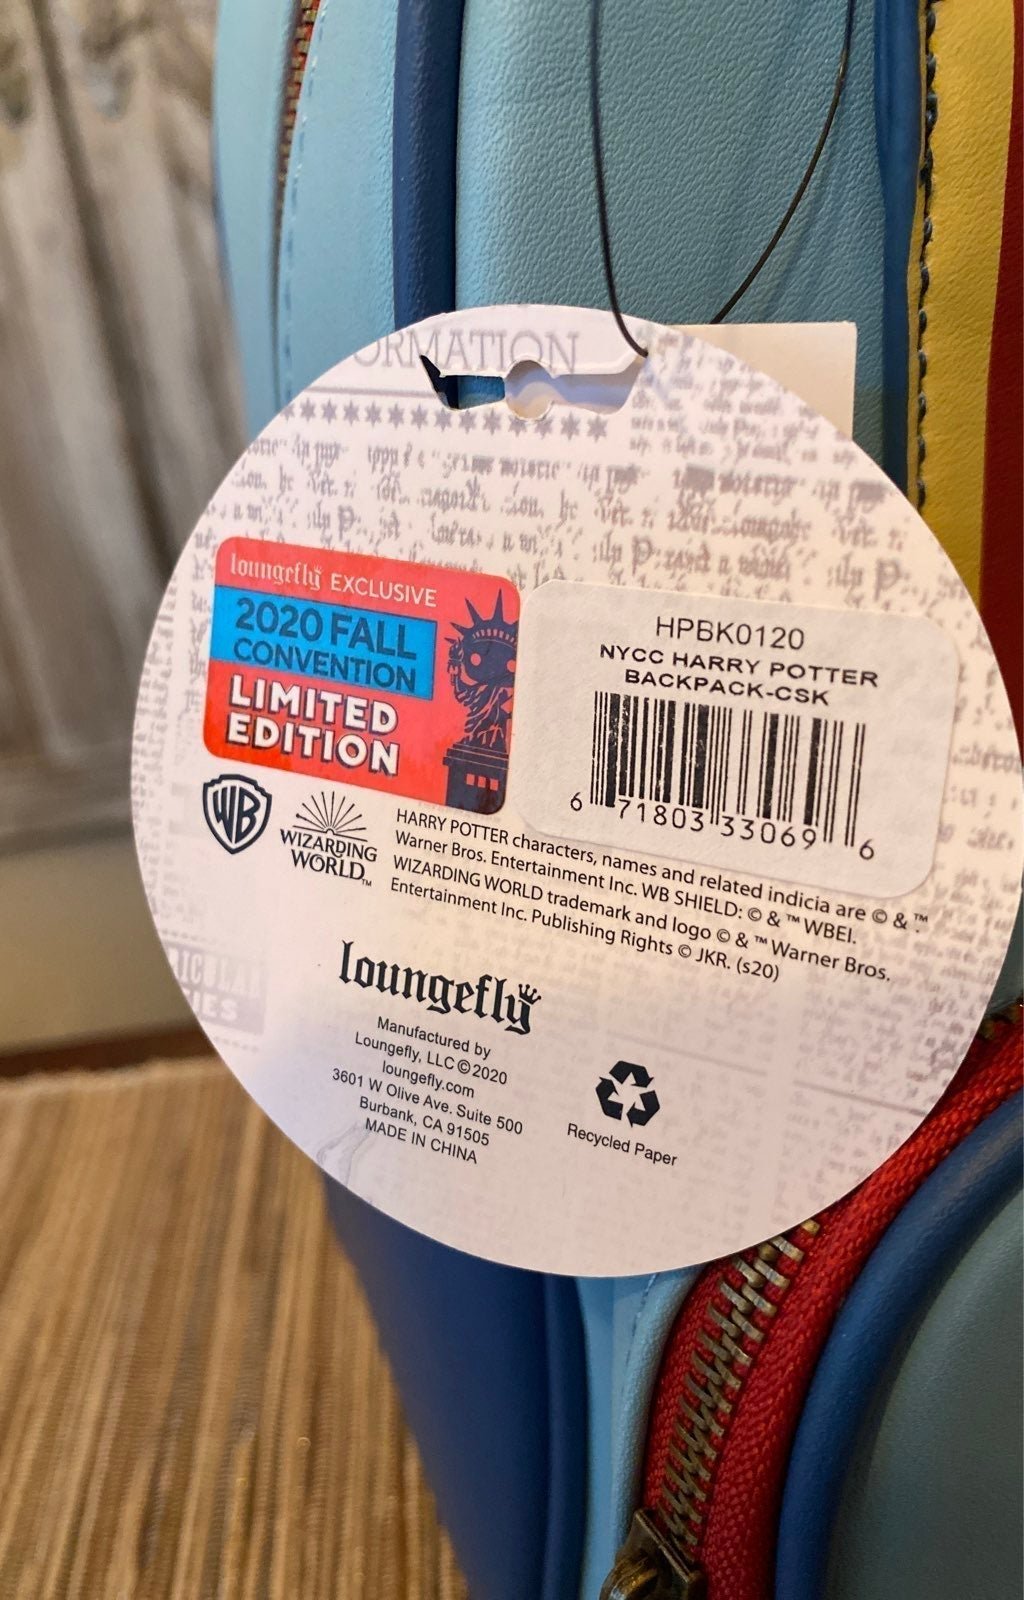 ORMATION
loungefly EXCLUSIVE
2020 FALL
CONVENTION
LIMITED
EDITION
HPBK0120
NYCC HARRY POTTER
BACKPACK-CSK
6 71803 33069 6
WB
WIZARDING
WORLD™
HARRY POTTER characters, names and related indicia are © & ™
Warner Bros. Entertainment Inc. WB SHIELD: © & ™ WBEI.
WIZARDING WORLD trademark and logo © & ™ Warner Bros.
Entertainment Inc. Publishing Rights © JKR. (s20)
loungefly
Manufactured by
Loungefly, LLC © 2020
loungefly.com
3601 W Olive Ave. Suite 500
Burbank, CA 91505
MADE IN CHINA
Recycled Paper